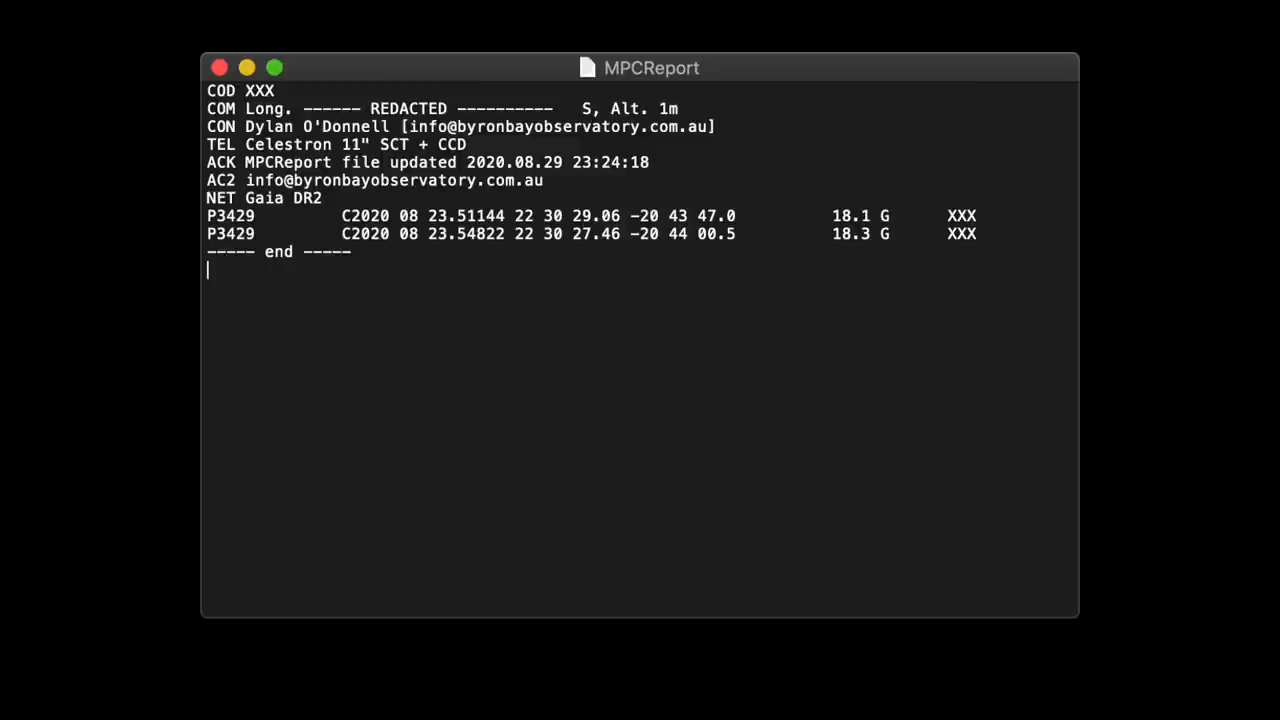 MPCReport
COD XXX
COM Long. ------ REDACTED ----------   S, Alt. 1m
CON Dylan O'Donnell [info@byronbayobservatory.com.au]
TEL Celestron 11" SCT + CCD
ACK MPCReport file updated 2020.08.29 23:24:18
AC2 info@byronbayobservatory.com.au
NET Gaia DR2
P3429         C2020 08 23.51144 22 30 29.06 -20 43 47.0          18.1 G      XXX
P3429         C2020 08 23.54822 22 30 27.46 -20 44 00.5          18.3 G      XXX
----- end -----